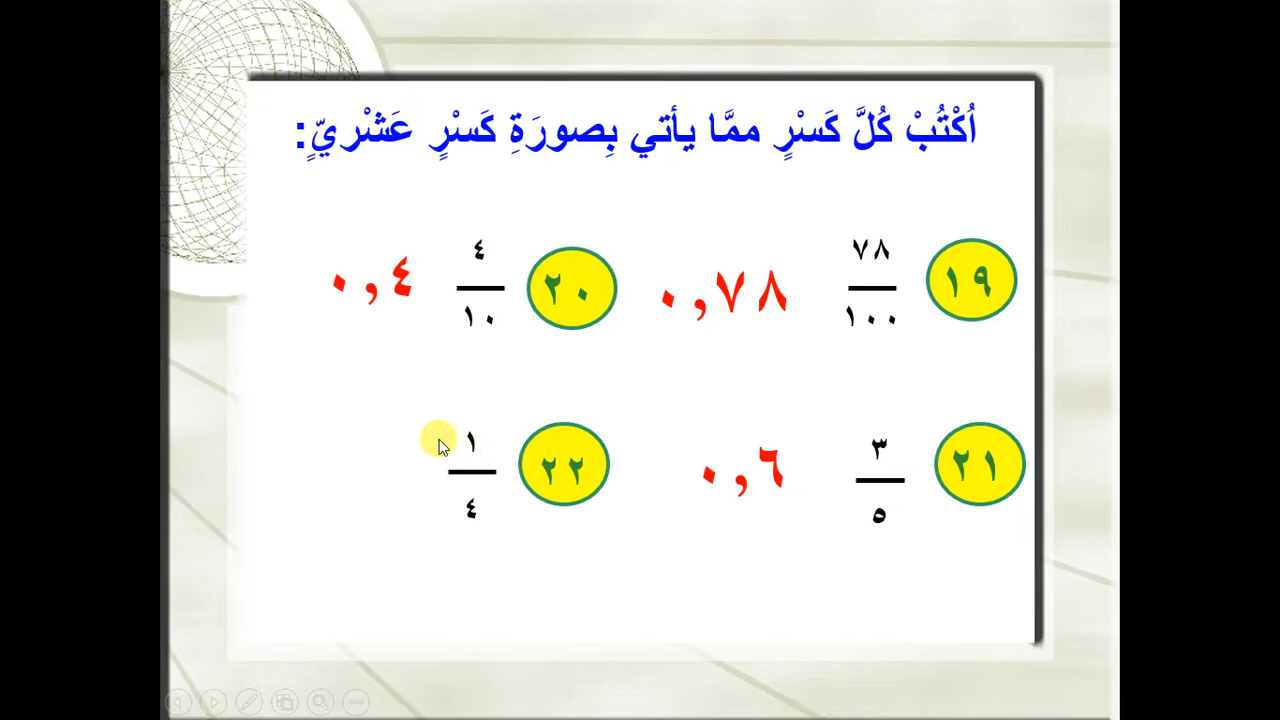 اُكْتُبْ كُلَّ كَسْرٍ ممَّا يأتي بِصورَةِ كَسْرٍ عَشْريٍّ:
١٩ ٧٨/١٠٠ ٠,٧٨
٢٠ ٤/١٠ ٠,٤
٢١ ٣/٥ ٠,٦
٢٢ ١/٤